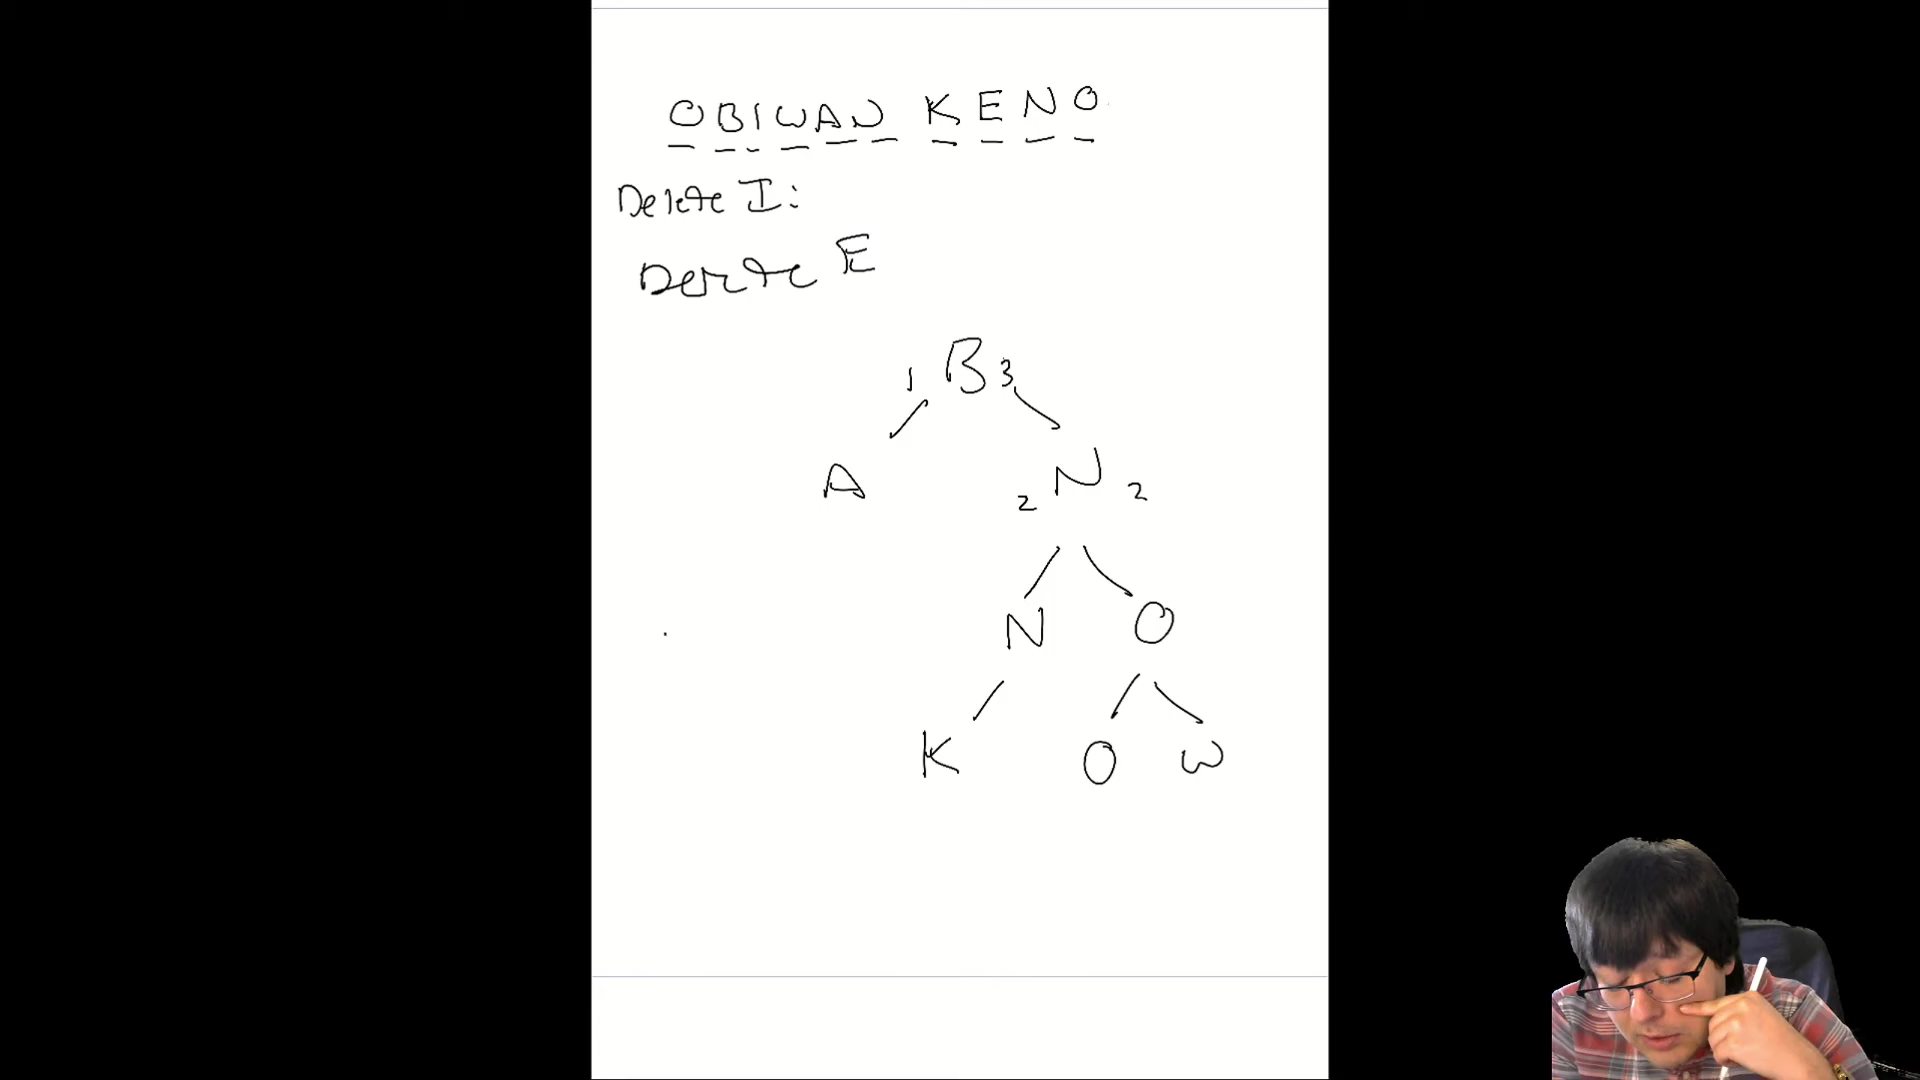 OBIWAN KENO
Delete I:
Delete E
1 B 3
A 2 N 2
N O
K O W